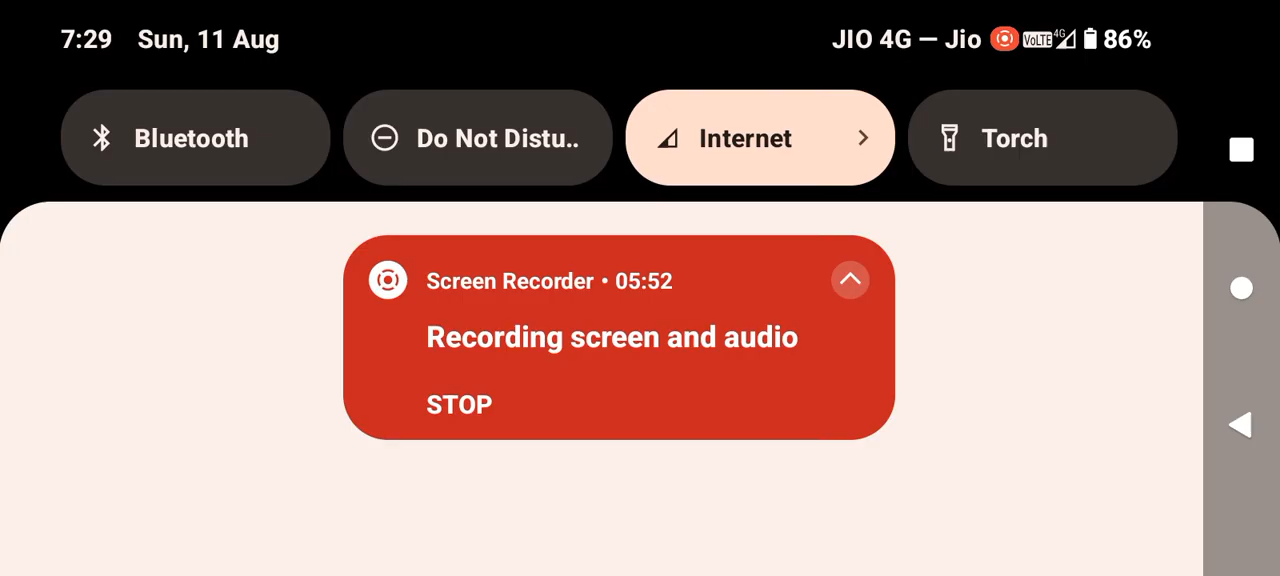 7:29 Sun, 11 Aug JIO 4G — Jio VoLTE 4G 86%
Bluetooth Do Not Distu.. Internet Torch
Screen Recorder • 05:52
Recording screen and audio
STOP